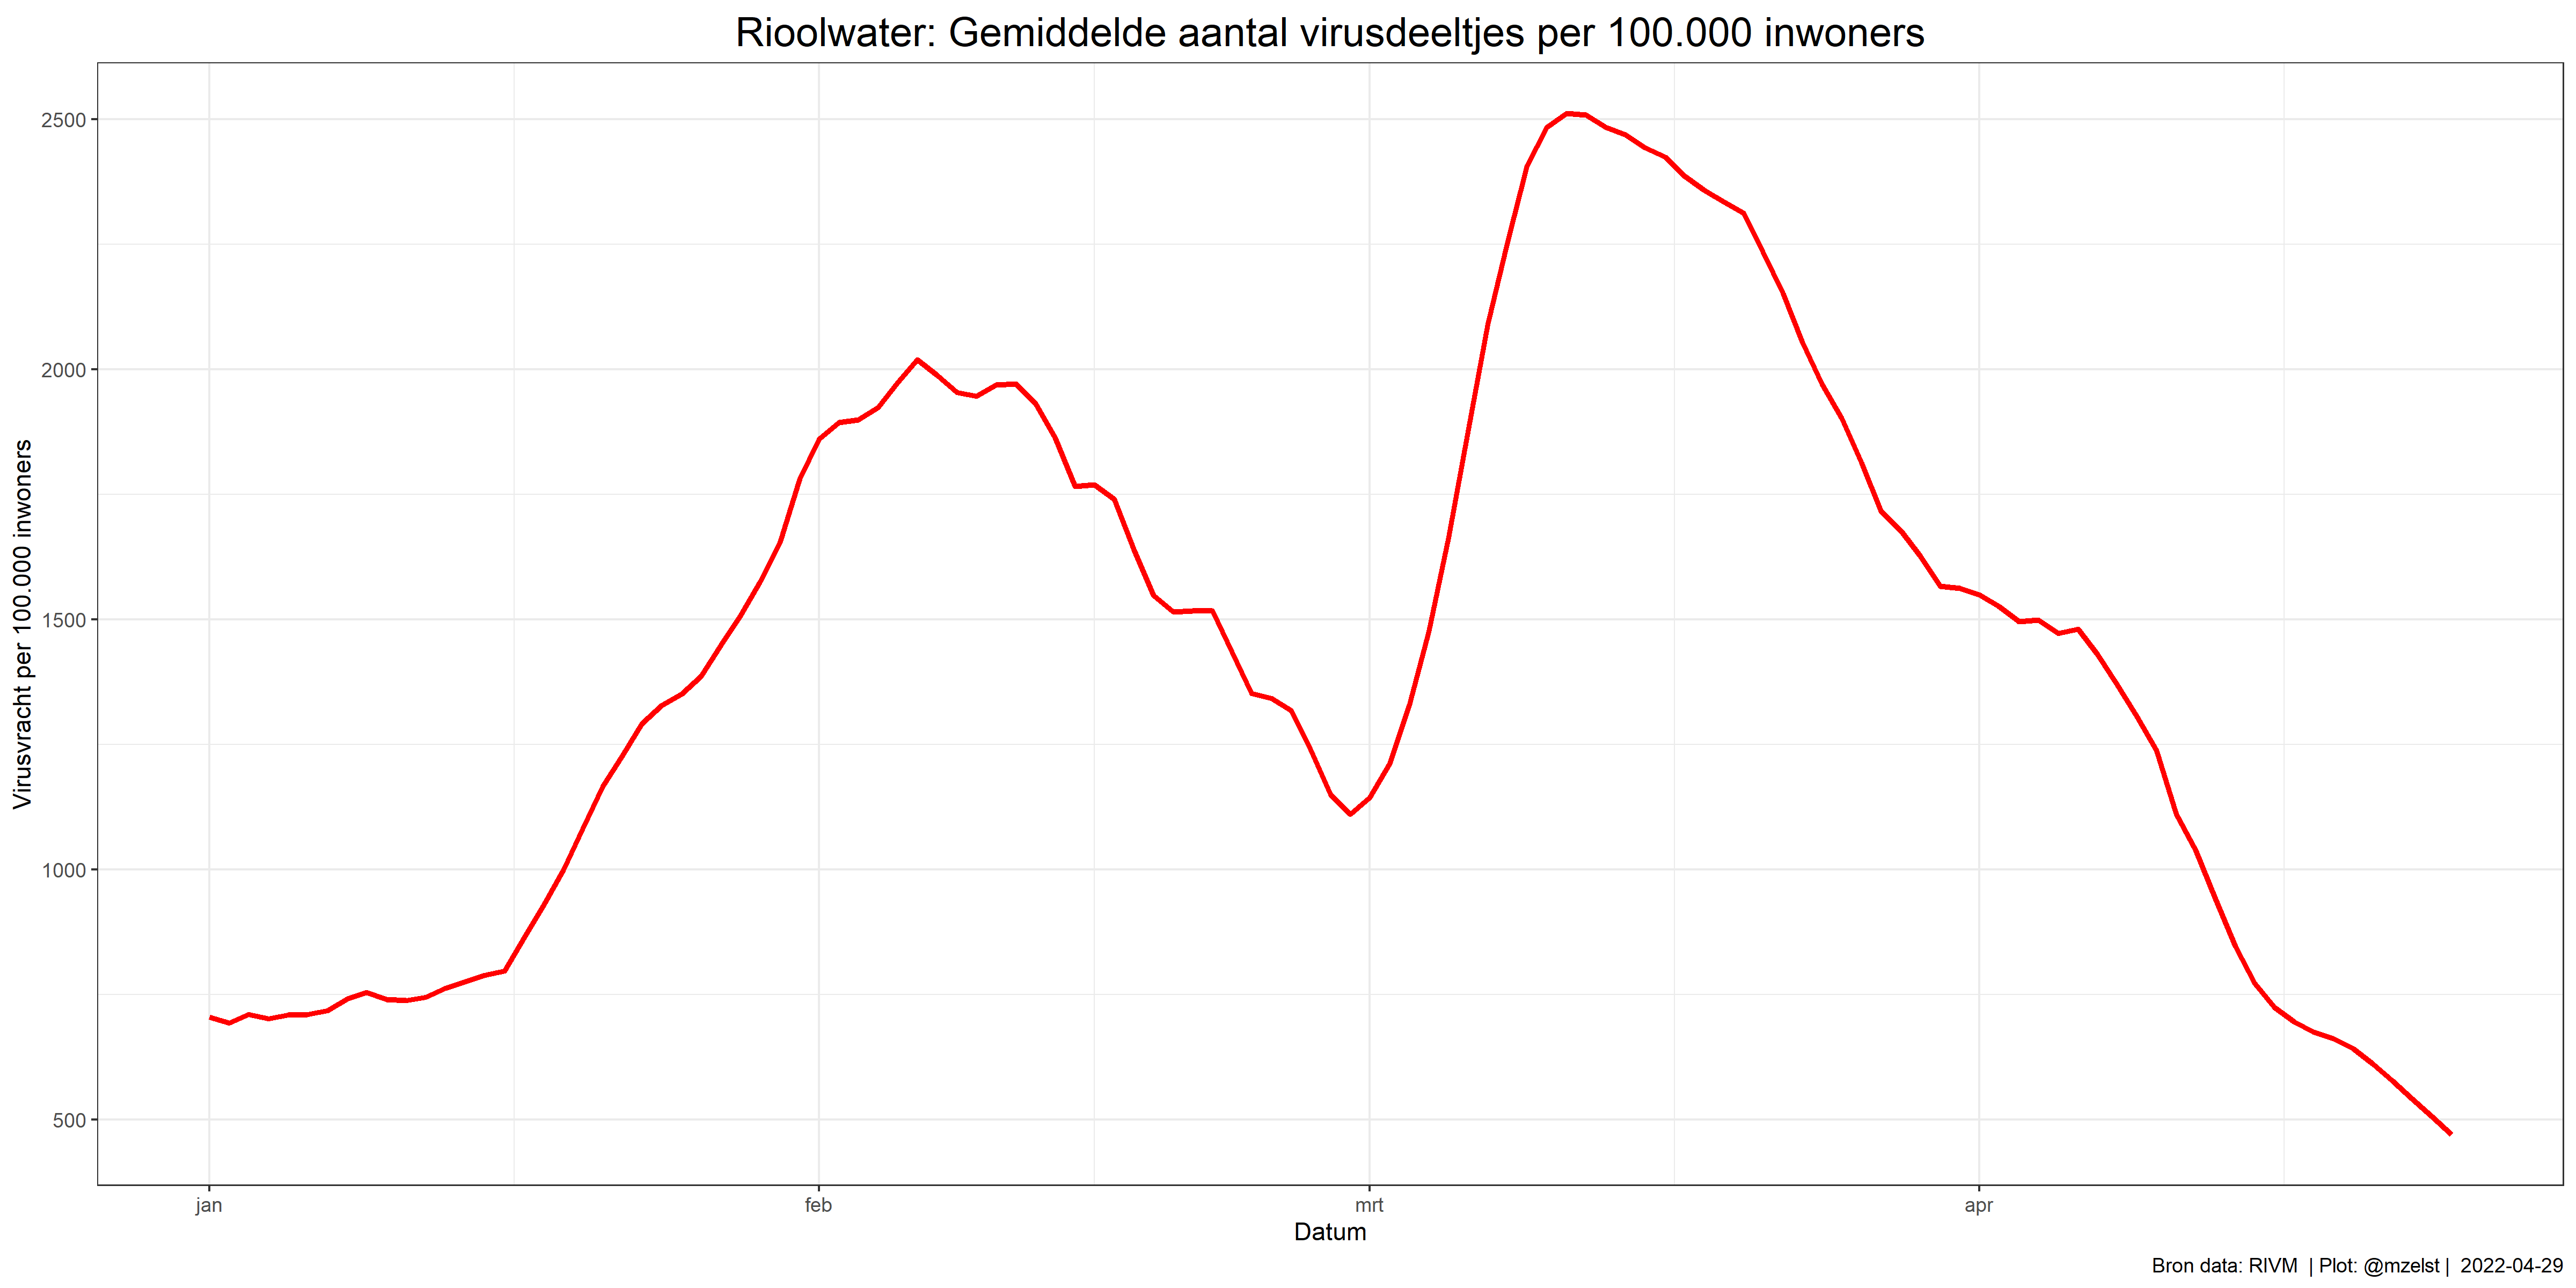 Rioolwater: Gemiddelde aantal virusdeeltjes per 100.000 inwoners
Virusvracht per 100.000 inwoners
2500
2000
1500
1000
500
jan feb mrt apr
Datum
Bron data: RIVM | Plot: @mzelst | 2022-04-29